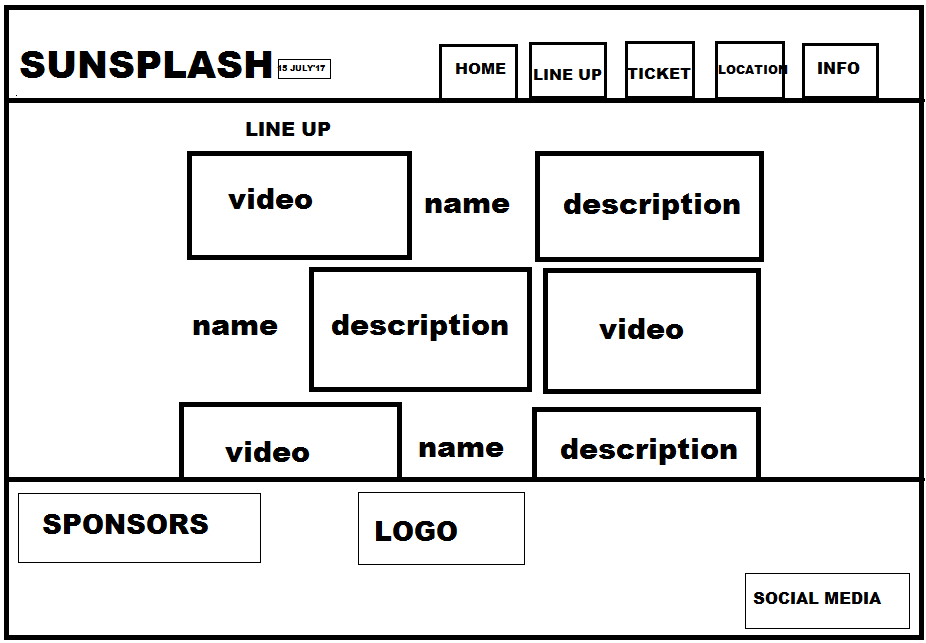 SUNSPLASH 15 JULY'17 HOME LINE UP TICKET LOCATION INFO
LINE UP
video name description
name description video
video name description
SPONSORS LOGO
SOCIAL MEDIA